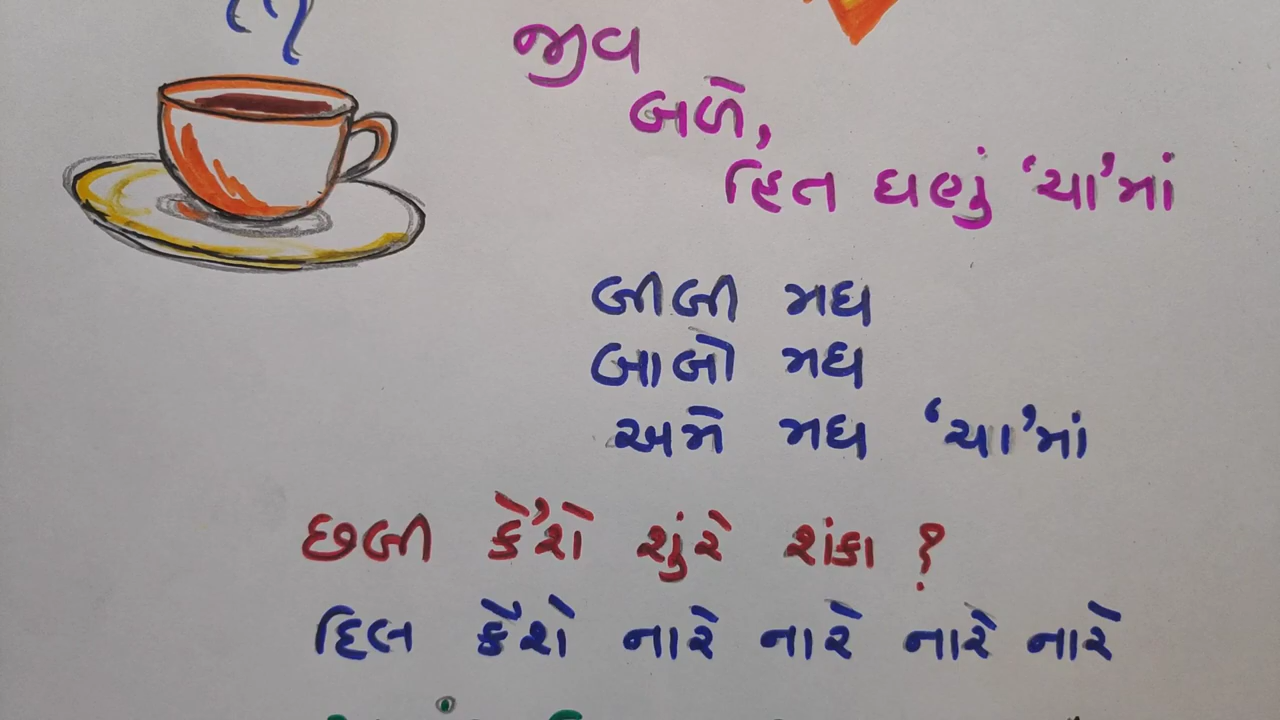 જીવ
બળે,
હિત ઘણું ‘ચા’માં
બીબી મધ
બાબો મધ
અમે મધ ‘ચા’માં
છબી કે'શે શુંરે શંકા ?
દિલ કે'શે નારે નારે નારે નારે